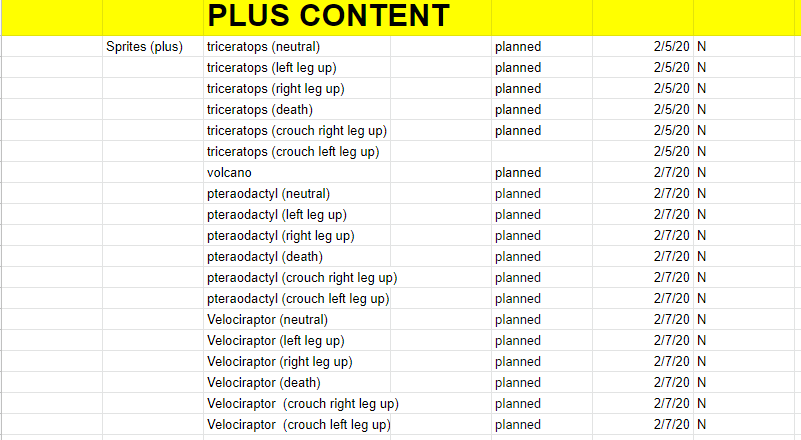 PLUS CONTENT
Sprites (plus) triceratops (neutral) planned 2/5/20 N
triceratops (left leg up) planned 2/5/20 N
triceratops (right leg up) planned 2/5/20 N
triceratops (death) planned 2/5/20 N
triceratops (crouch right leg up) planned 2/5/20 N
triceratops (crouch left leg up) 2/5/20 N
volcano planned 2/7/20 N
pteraodactyl (neutral) planned 2/7/20 N
pteraodactyl (left leg up) planned 2/7/20 N
pteraodactyl (right leg up) planned 2/7/20 N
pteraodactyl (death) planned 2/7/20 N
pteraodactyl (crouch right leg up) planned 2/7/20 N
pteraodactyl (crouch left leg up) planned 2/7/20 N
Velociraptor (neutral) planned 2/7/20 N
Velociraptor (left leg up) planned 2/7/20 N
Velociraptor (right leg up) planned 2/7/20 N
Velociraptor (death) planned 2/7/20 N
Velociraptor  (crouch right leg up) planned 2/7/20 N
Velociraptor  (crouch left leg up) planned 2/7/20 N